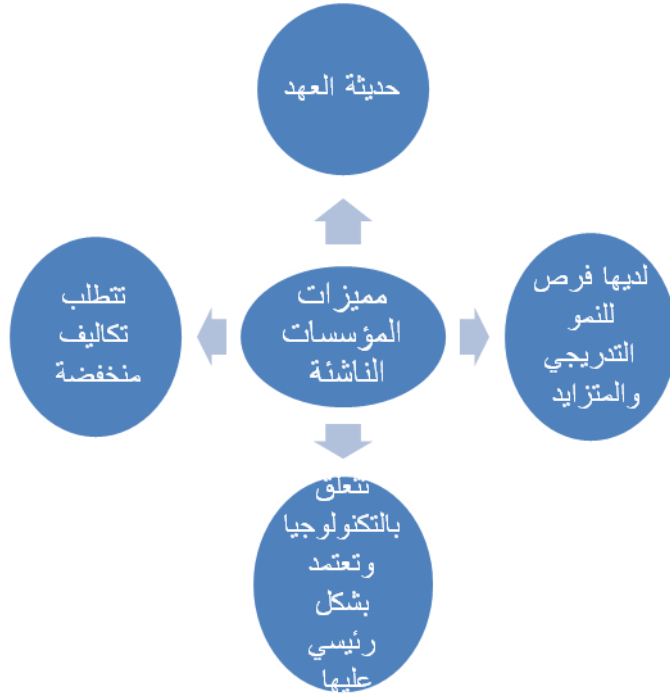 حديثة العهد
لديها فرص
للنمو
التدريجي
والمتزايد
مميزات
المؤسسات
الناشئة
تتطلب
تكاليف
منخفضة
تتعلق
بالتكنولوجيا
وتعتمد
بشكل
رئيسي
عليها